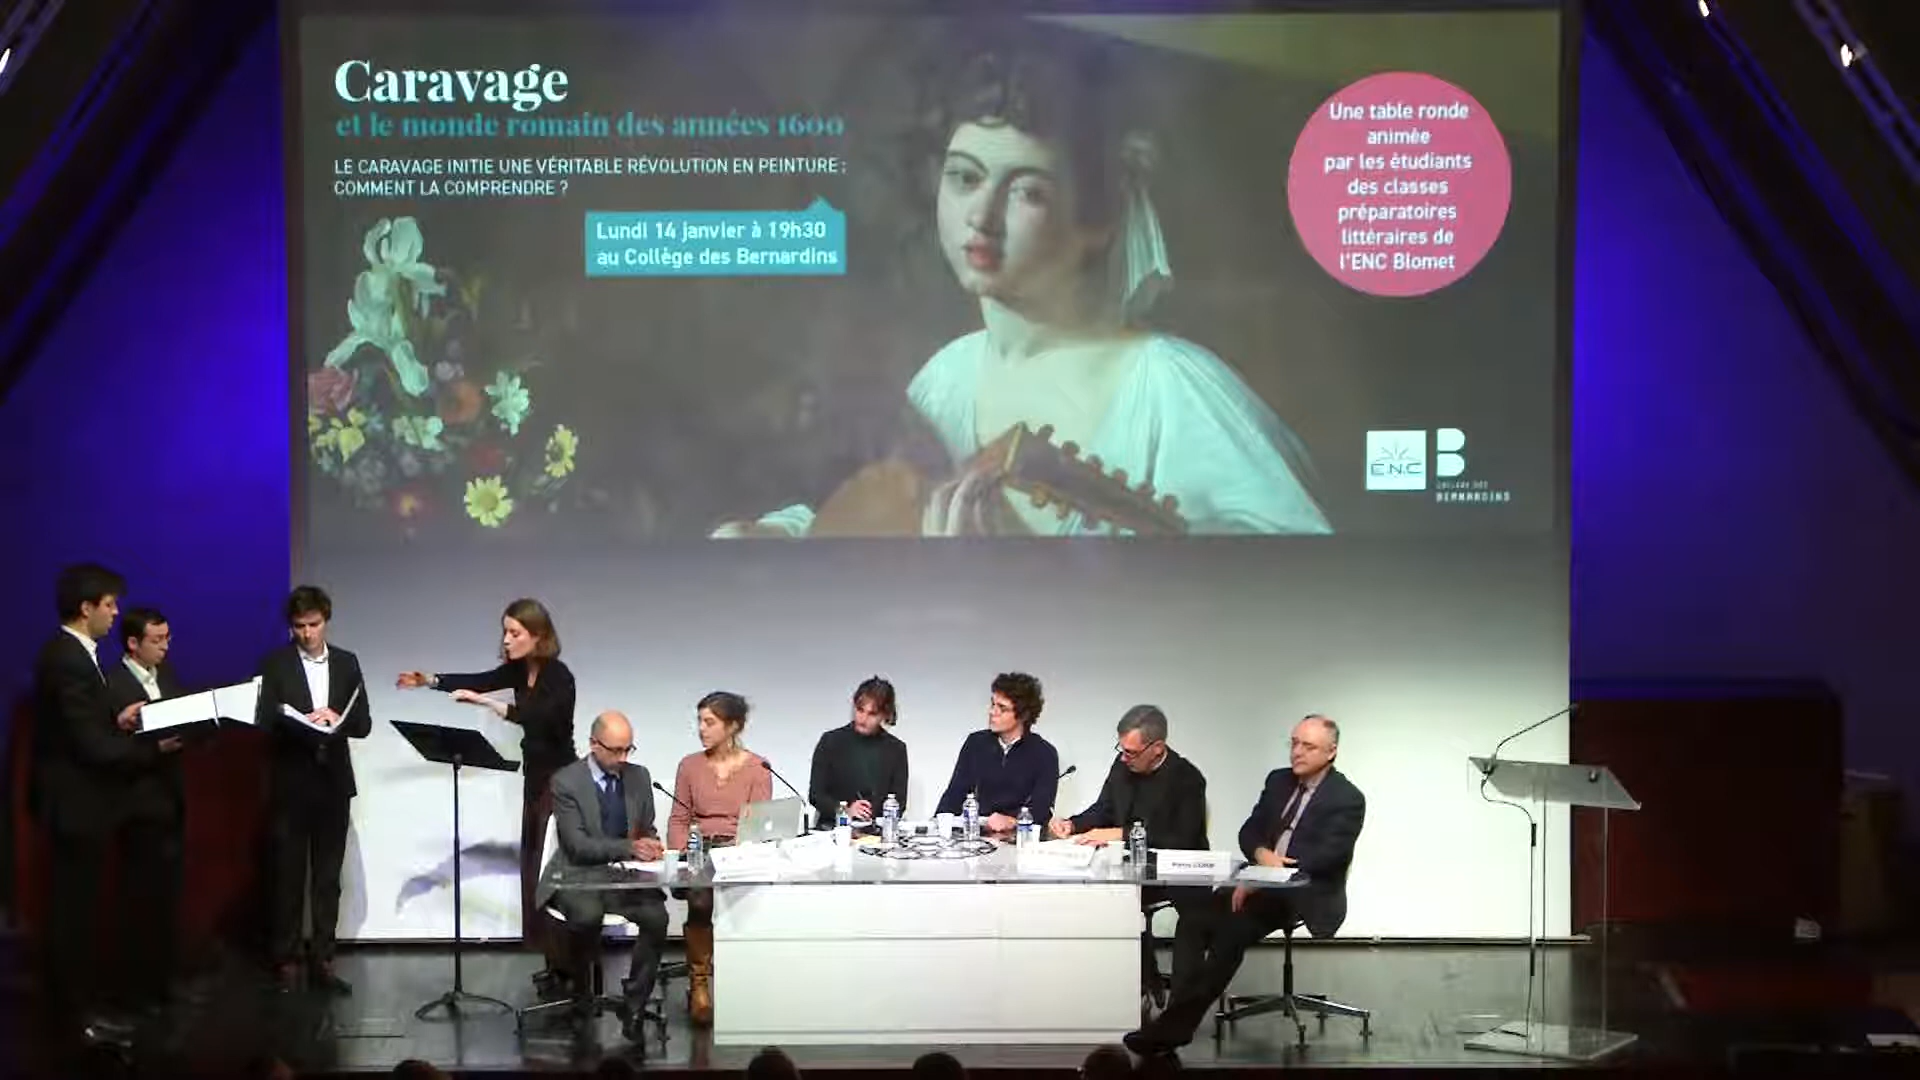 Caravage
et le monde romain des années 1600
LE CARAVAGE INITIE UNE VÉRITABLE RÉVOLUTION EN PEINTURE :
COMMENT LA COMPRENDRE ?
Lundi 14 janvier à 19h30
au Collège des Bernardins
Une table ronde
animée
par les étudiants
des classes
préparatoires
littéraires de
l'ENC Blomet
E.N.C
B
COLLÈGE DES
BERNARDINS